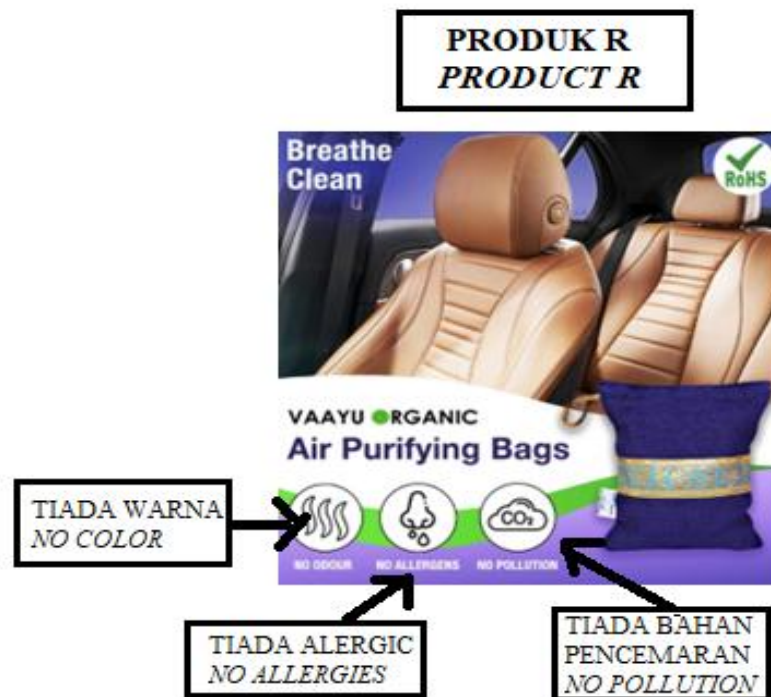 PRODUK R
PRODUCT R
Breathe
Clean
RoHS
VAAYU ORGANIC
Air Purifying Bags
TIADA WARNA
NO COLOR
CO₂
NO ODOUR NO ALLERGENS NO POLLUTION
TIADA ALERGIC
NO ALLERGIES
TIADA BAHAN
PENCEMARAN
NO POLLUTION